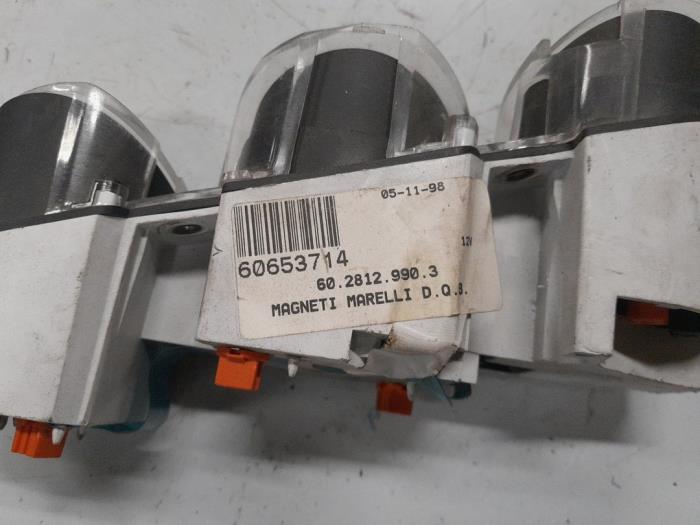 05-11-98
60653714
60.2812.990.3
MAGNETI MARELLI D.Q.B.